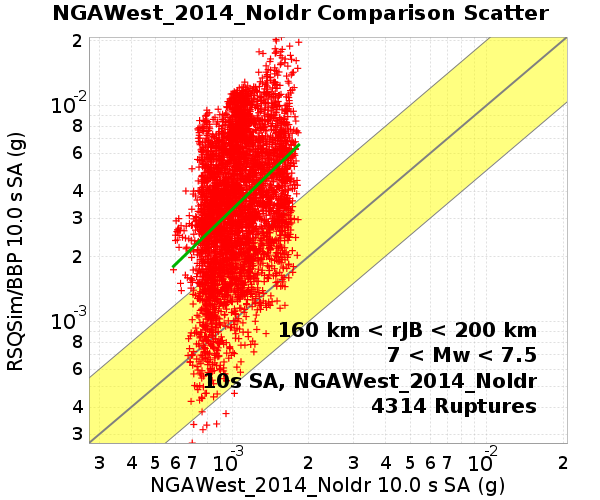 NGAWest_2014_NoIdr Comparison Scatter
2
10-2
8
6
4
3
2
10-3
8
6
4
3
RSQSim/BBP 10.0 s SA (g)
160 km < rJB < 200 km
7 < Mw < 7.5
10s SA, NGAWest_2014_NoIdr
4314 Ruptures
3 4 5 6 7 10-3 2 3 4 5 6 7 10-2 2
NGAWest_2014_NoIdr 10.0 s SA (g)